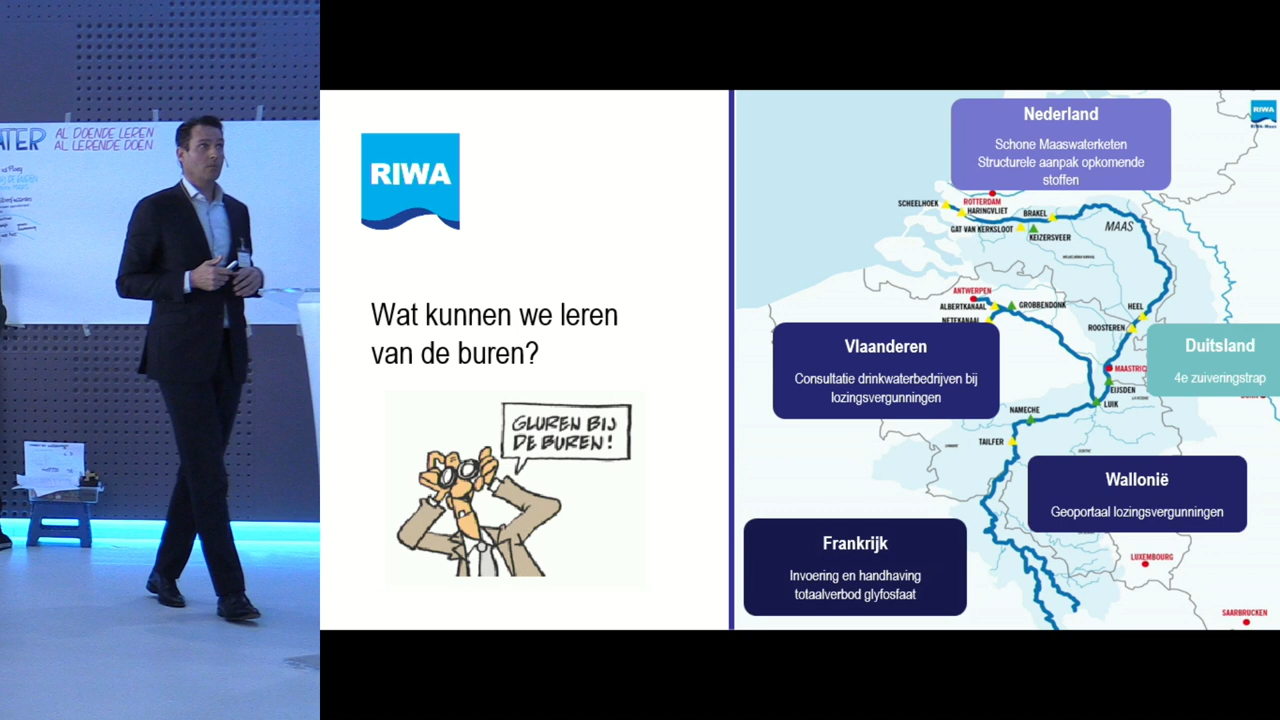 ATER
AL DOENDE LEREN
AL LERENDE DOEN
RIWA
Wat kunnen we leren
van de buren?
GLUREN BIJ
DE BUREN!
Nederland
Schone Maaswaterketen
Structurele aanpak opkomende
stoffen
RIWA
ROTTERDAM
SCHEELHOEK
HARINGVLIET
BRAKEL
GAT VAN KERKSLOOT
KEIZERSVEER
MAAS
ANTWERPEN
ALBERTKANAAL
GROBBENDONK
NETEKANAAL
HEEL
ROOSTEREN
Vlaanderen
Consultatie drinkwaterbedrijven bij
lozingsvergunningen
Duitsland
4e zuiveringstrap
MAASTRIC
EIJSDEN
LUIK
NAMECHE
TAILFER
Wallonië
Geoportaal lozingsvergunningen
Frankrijk
Invoering en handhaving
totaalverbod glyfosfaat
LUXEMBOURG
SAARBRUCKEN